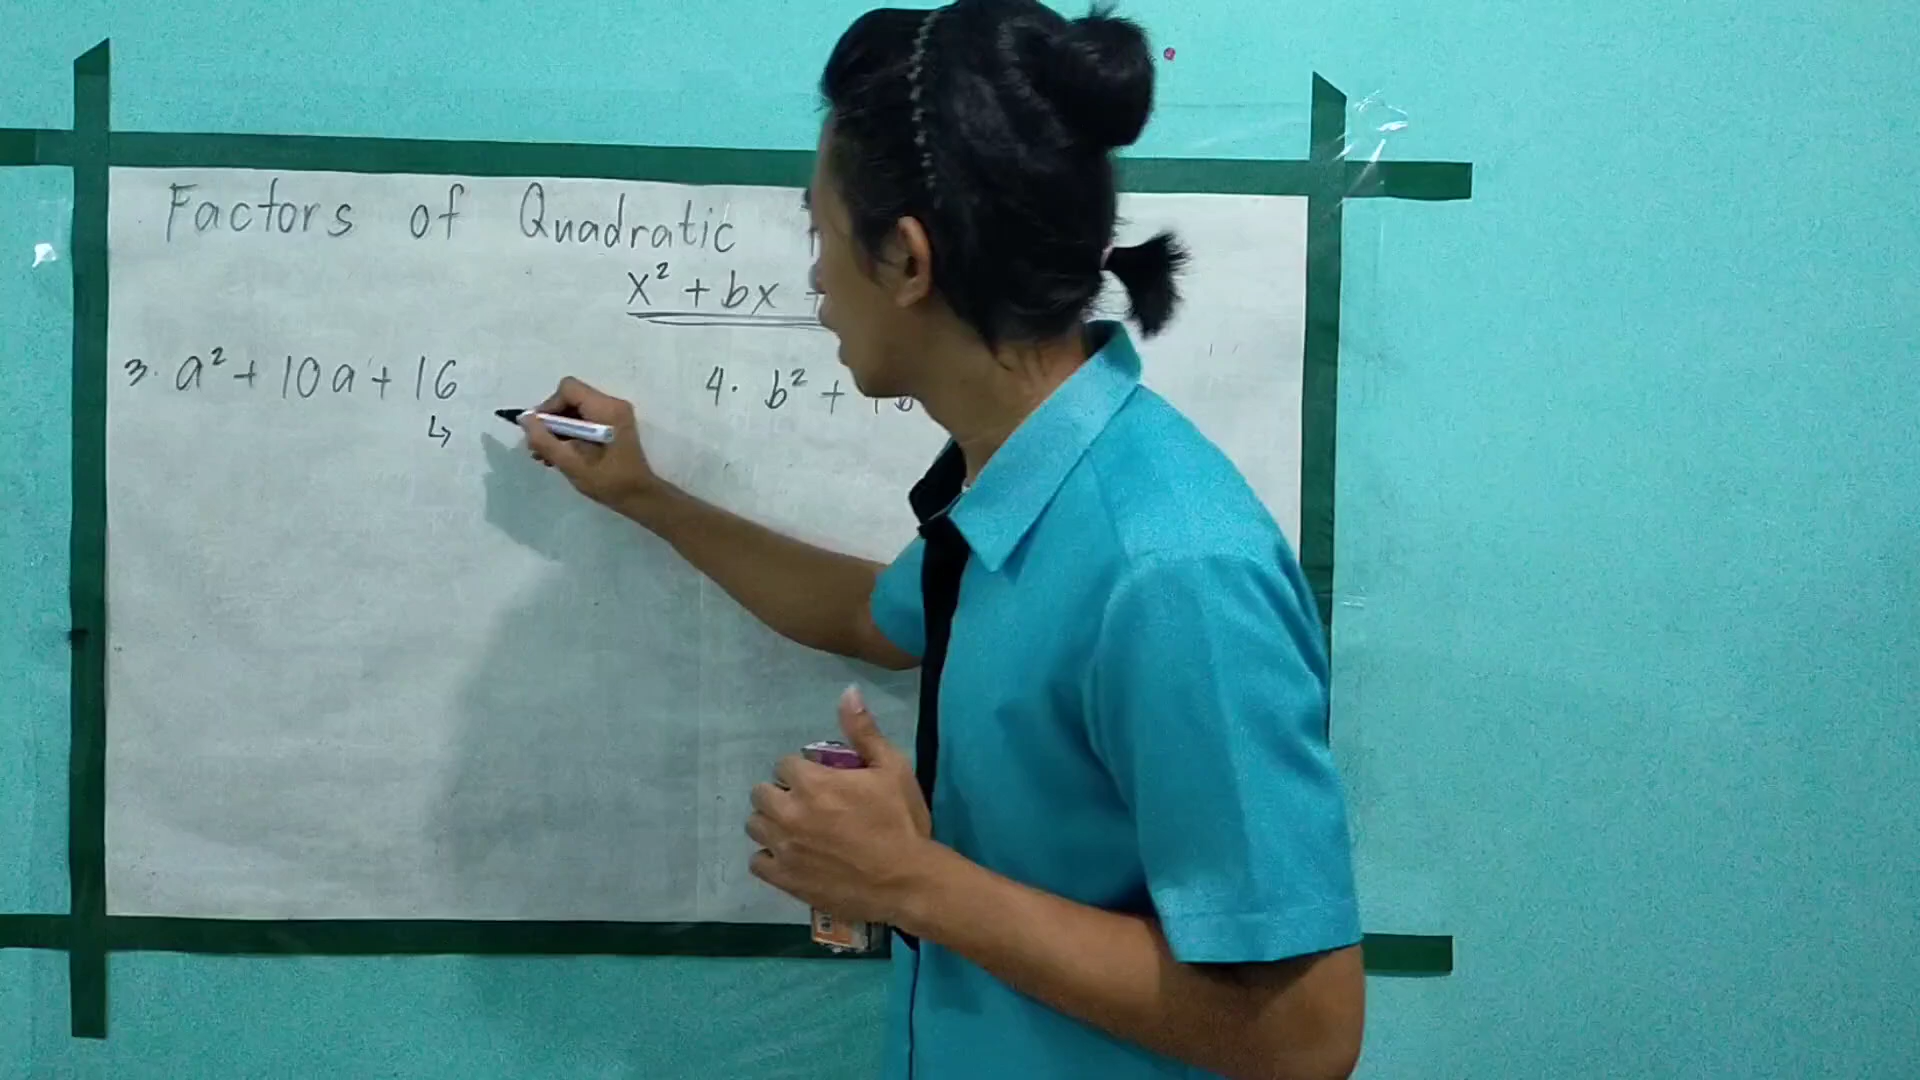 Factors of Quadratic
x² + bx +
3. a² + 10a + 16
↳
4. b² +